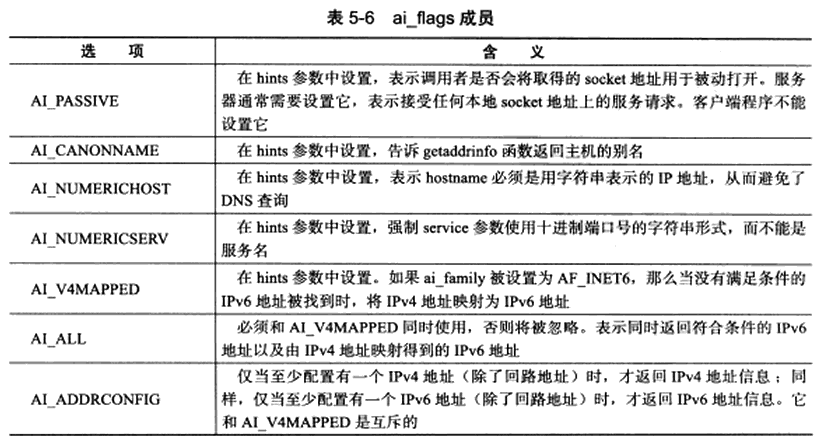 表 5-6 ai_flags 成员
选 项 含 义
AI_PASSIVE
在 hints 参数中设置，表示调用者是否会将取得的 socket 地址用于被动打开。服务
器通常需要设置它，表示接受任何本地 socket 地址上的服务请求。客户端程序不能
设置它
AI_CANONNAME
在 hints 参数中设置，告诉 getaddrinfo 函数返回主机的别名
AI_NUMERICHOST
在 hints 参数中设置，表示 hostname 必须是用字符串表示的 IP 地址，从而避免了
DNS 查询
AI_NUMERICSERV
在 hints 参数中设置，强制 service 参数使用十进制端口号的字符串形式，而不能是
服务名
AI_V4MAPPED
在 hints 参数中设置。如果 ai_family 被设置为 AF_INET6，那么当没有满足条件的
IPv6 地址被找到时，将 IPv4 地址映射为 IPv6 地址
AI_ALL
必须和 AI_V4MAPPED 同时使用，否则将被忽略。表示同时返回符合条件的 IPv6
地址以及由 IPv4 地址映射得到的 IPv6 地址
AI_ADDRCONFIG
仅当至少配置有一个 IPv4 地址（除了回路地址）时，才返回 IPv4 地址信息；同
样，仅当至少配置有一个 IPv6 地址（除了回路地址）时，才返回 IPv6 地址信息。它
和 AI_V4MAPPED 是互斥的